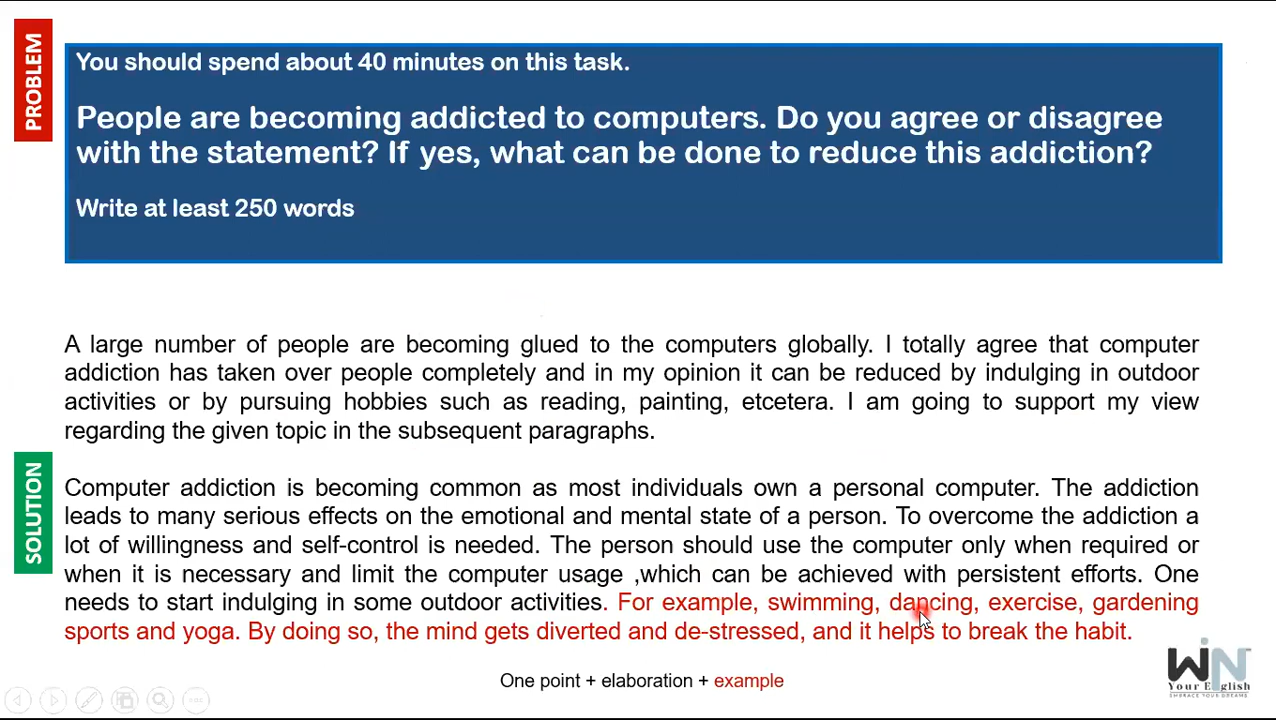 PROBLEM
You should spend about 40 minutes on this task.
People are becoming addicted to computers. Do you agree or disagree
with the statement? If yes, what can be done to reduce this addiction?
Write at least 250 words
A large number of people are becoming glued to the computers globally. I totally agree that computer
addiction has taken over people completely and in my opinion it can be reduced by indulging in outdoor
activities or by pursuing hobbies such as reading, painting, etcetera. I am going to support my view
regarding the given topic in the subsequent paragraphs.
SOLUTION
Computer addiction is becoming common as most individuals own a personal computer. The addiction
leads to many serious effects on the emotional and mental state of a person. To overcome the addiction a
lot of willingness and self-control is needed. The person should use the computer only when required or
when it is necessary and limit the computer usage ,which can be achieved with persistent efforts. One
needs to start indulging in some outdoor activities. For example, swimming, dancing, exercise, gardening
sports and yoga. By doing so, the mind gets diverted and de-stressed, and it helps to break the habit.
One point + elaboration + example
WIN
Your English
EMBRACE YOUR DREAMS